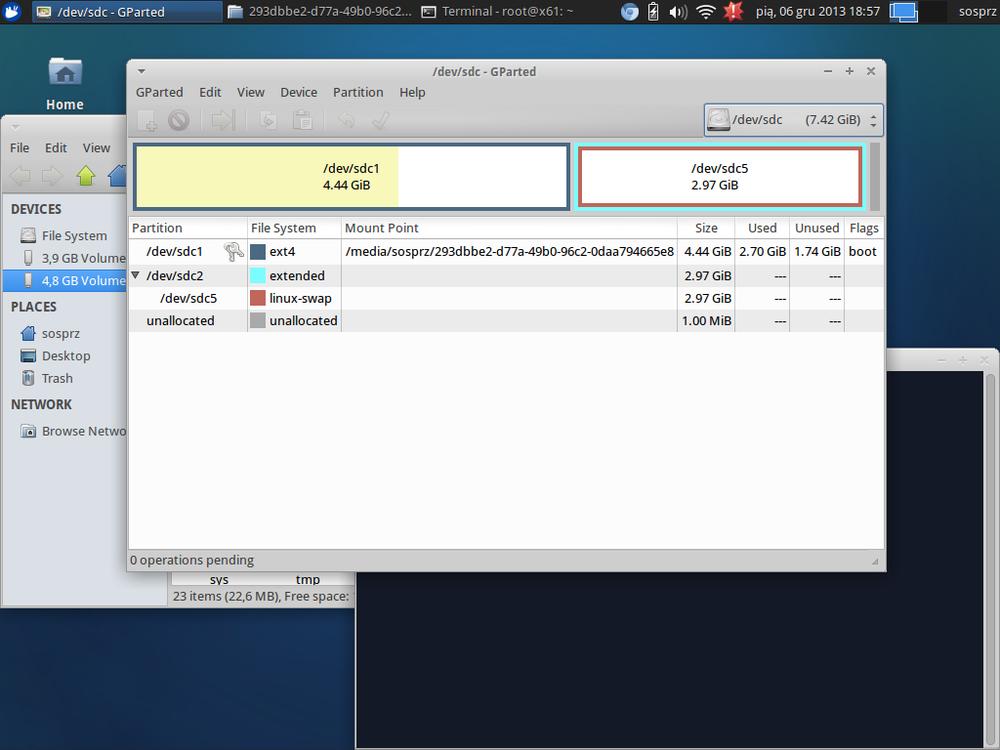 /dev/sdc - GParted
293dbbe2-d77a-49b0-96c2...
Terminal - root@x61: ~
pią, 06 gru 2013 18:57
sosprz
Home
File Edit View
DEVICES
File System
3,9 GB Volume
4,8 GB Volume
PLACES
sosprz
Desktop
Trash
NETWORK
Browse Netwo
sys tmp
23 items (22,6 MB), Free space:
/dev/sdc - GParted
GParted Edit View Device Partition Help
/dev/sdc (7.42 GiB)
/dev/sdc1
4.44 GiB
/dev/sdc5
2.97 GiB
Partition File System Mount Point Size Used Unused Flags
/dev/sdc1 ext4 /media/sosprz/293dbbe2-d77a-49b0-96c2-0daa794665e8 4.44 GiB 2.70 GiB 1.74 GiB boot
/dev/sdc2 extended 2.97 GiB --- ---
/dev/sdc5 linux-swap 2.97 GiB --- ---
unallocated unallocated 1.00 MiB --- ---
0 operations pending